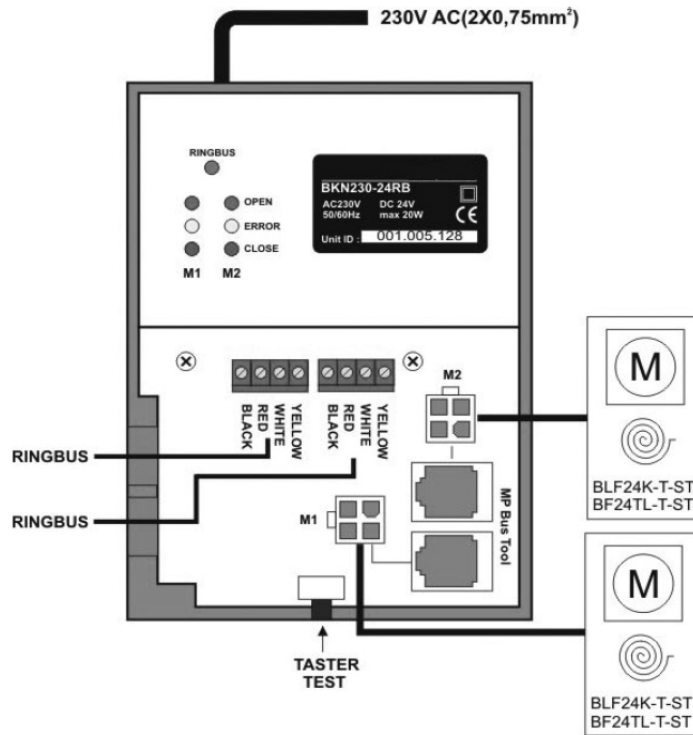 230V AC(2X0,75mm²)
RINGBUS
OPEN
ERROR
CLOSE
M1 M2
BKN230-24RB
AC230V DC 24V
50/60Hz max 20W
CE
Unit ID : 001.005.128
BLACK
RED
WHITE
YELLOW
BLACK
RED
WHITE
YELLOW
M2
M
BLF24K-T-ST
BF24TL-T-ST
RINGBUS
RINGBUS
M1
MP Bus Tool
M
BLF24K-T-ST
BF24TL-T-ST
TASTER
TEST